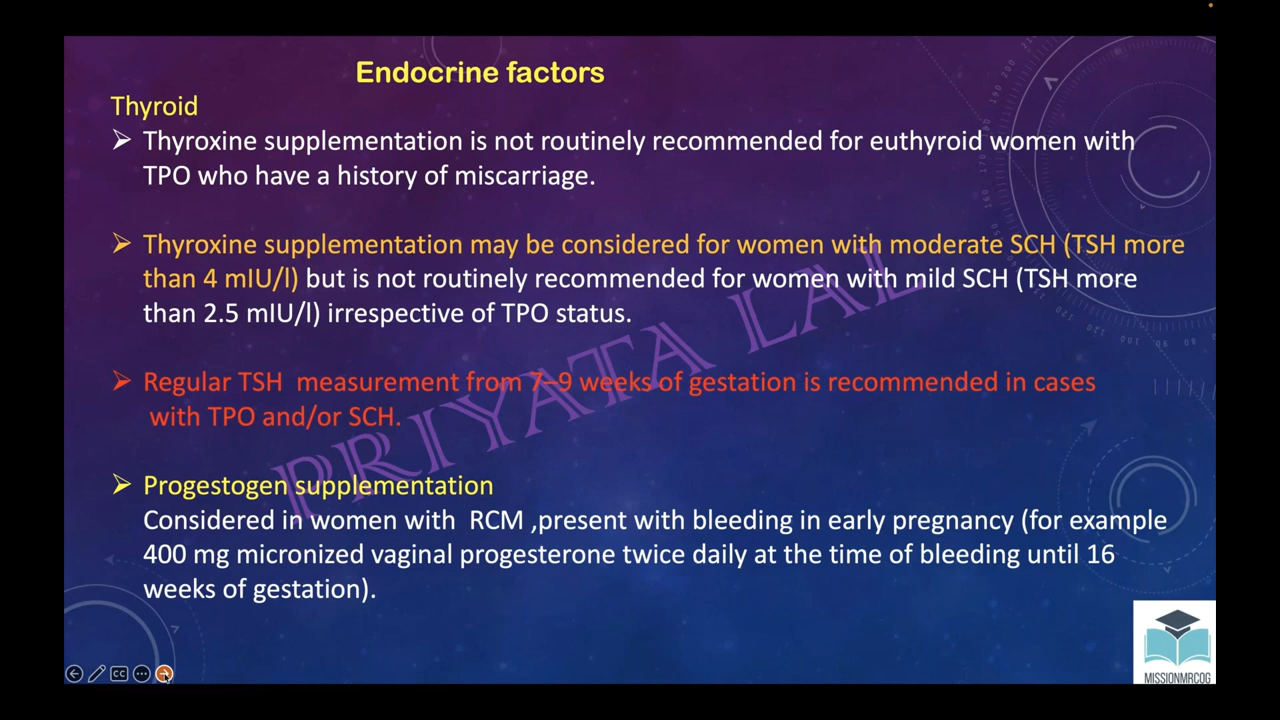 Endocrine factors
Thyroid
➢ Thyroxine supplementation is not routinely recommended for euthyroid women with
TPO who have a history of miscarriage.
➢ Thyroxine supplementation may be considered for women with moderate SCH (TSH more
than 4 mIU/l) but is not routinely recommended for women with mild SCH (TSH more
than 2.5 mIU/l) irrespective of TPO status.
➢ Regular TSH  measurement from 7–9 weeks of gestation is recommended in cases
with TPO and/or SCH.
➢ Progestogen supplementation
Considered in women with  RCM ,present with bleeding in early pregnancy (for example
400 mg micronized vaginal progesterone twice daily at the time of bleeding until 16
weeks of gestation).
PRIYATA LAL
MISSIONMRCOG
CC